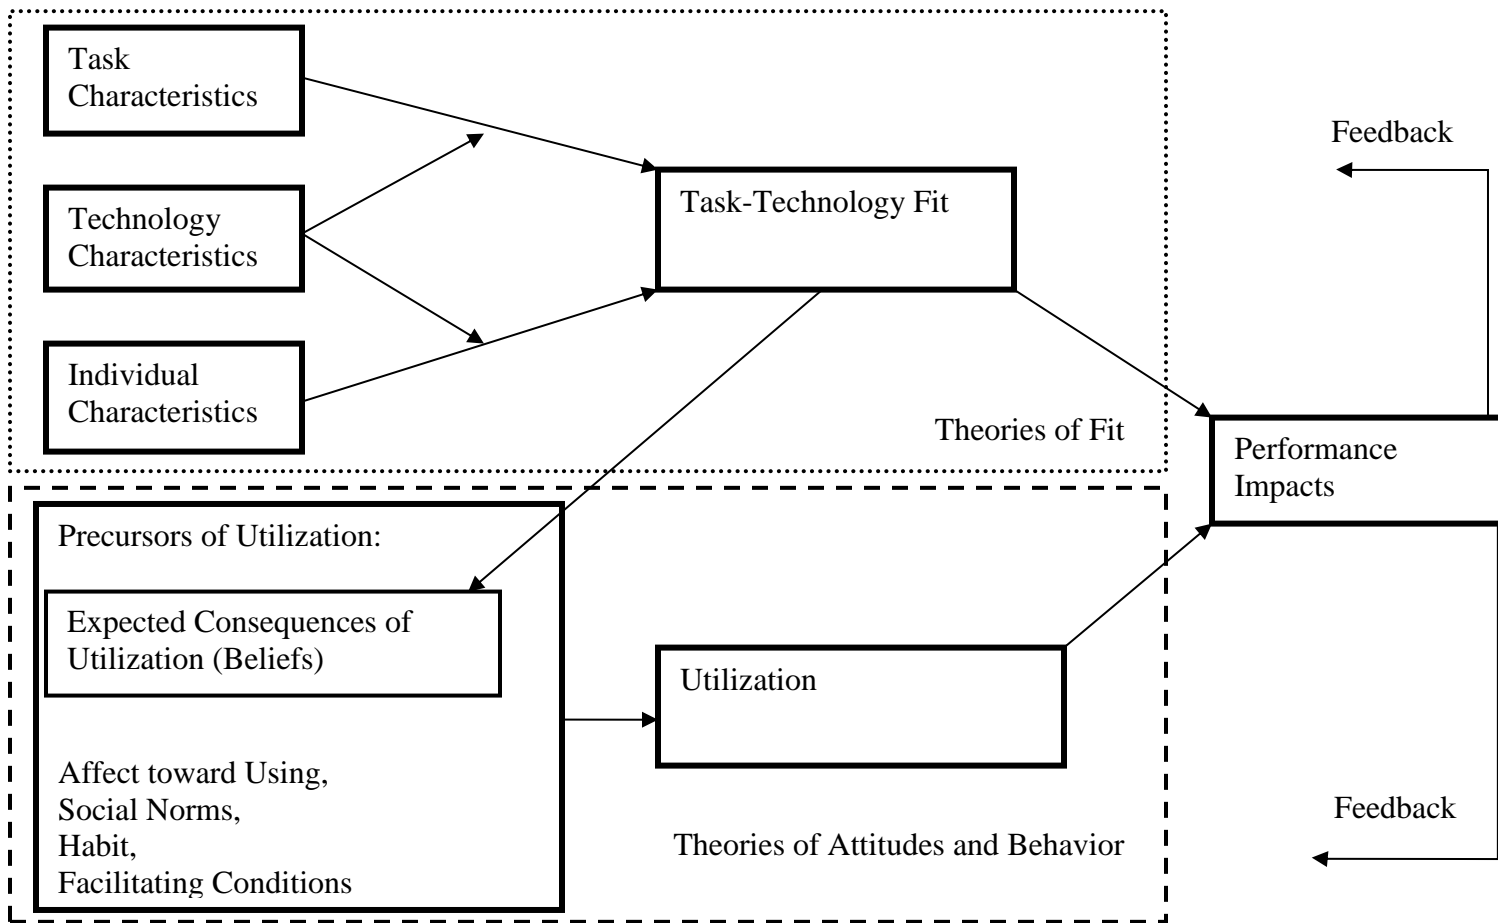 Task
Characteristics
Technology
Characteristics
Individual
Characteristics
Task-Technology Fit
Theories of Fit
Feedback
Performance
Impacts
Precursors of Utilization:
Expected Consequences of
Utilization (Beliefs)
Affect toward Using,
Social Norms,
Habit,
Facilitating Conditions
Utilization
Theories of Attitudes and Behavior
Feedback